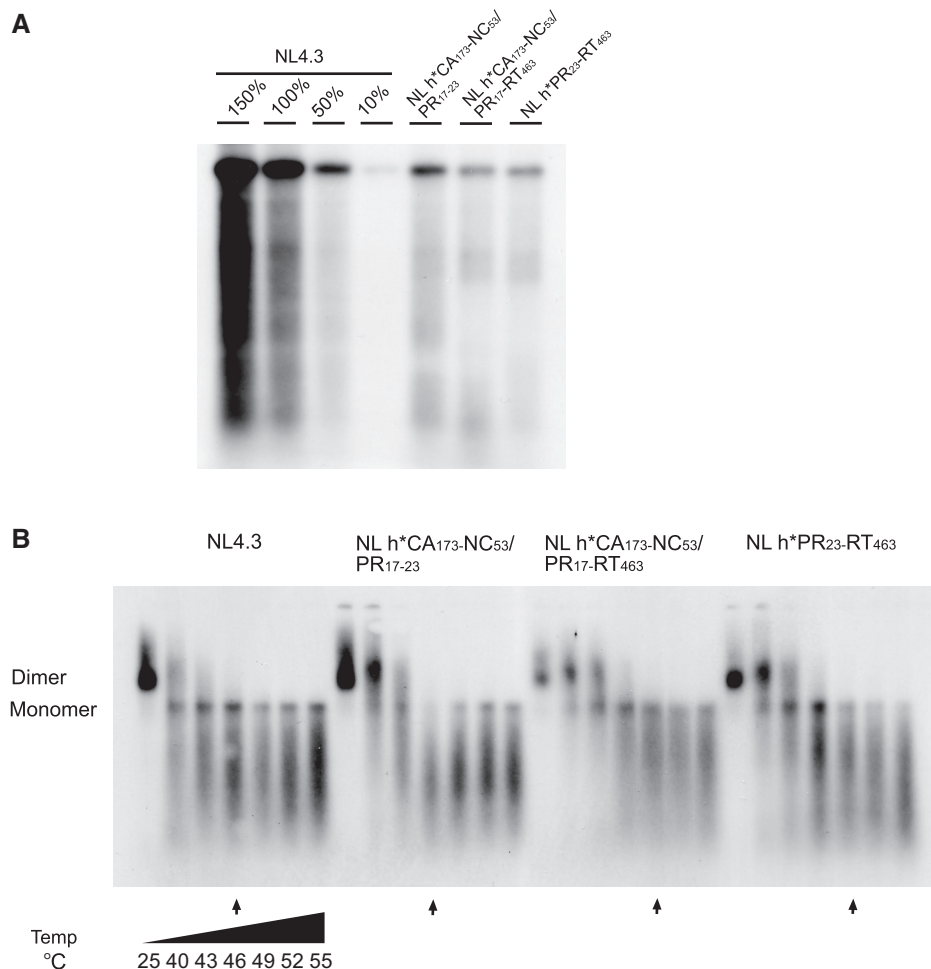 A
NL4.3
150% 100% 50% 10%
NL h*CA173-NC53/
PR17-23
NL h*CA173-NC53/
PR17-RT463
NL h*PR23-RT463
B
NL4.3
NL h*CA173-NC53/
PR17-23
NL h*CA173-NC53/
PR17-RT463
NL h*PR23-RT463
Dimer
Monomer
Temp
°C
25 40 43 46 49 52 55